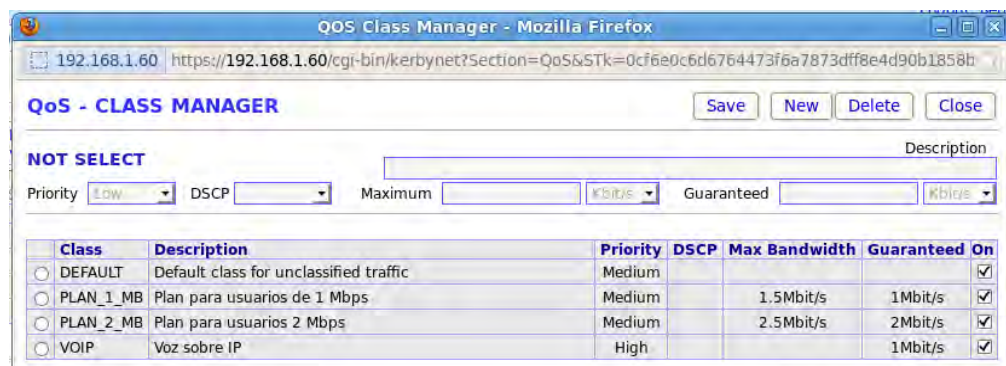 QOS Class Manager - Mozilla Firefox
192.168.1.60 https://192.168.1.60/cgi-bin/kerbynet?Section=QoS&STk=0cf6e0c6d6764473f6a7873dff8e4d90b1858b
QoS - CLASS MANAGER Save New Delete Close
Description
NOT SELECT
Priority Low DSCP Maximum Kbit/s Guaranteed Kbit/s
Class Description Priority DSCP Max Bandwidth Guaranteed On
DEFAULT Default class for unclassified traffic Medium
PLAN_1_MB Plan para usuarios de 1 Mbps Medium 1.5Mbit/s 1Mbit/s
PLAN_2_MB Plan para usuarios 2 Mbps Medium 2.5Mbit/s 2Mbit/s
VOIP Voz sobre IP High 1Mbit/s